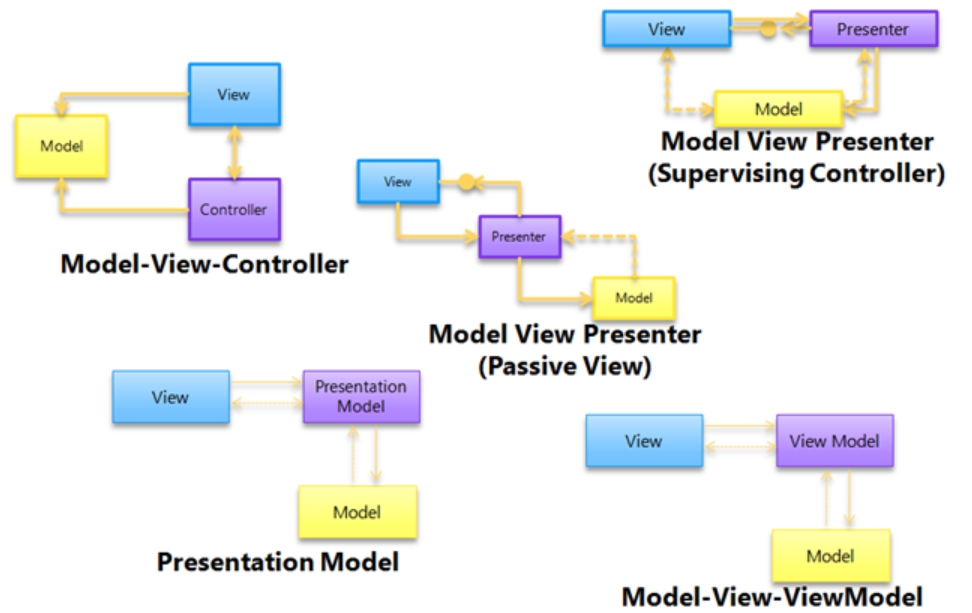 View
Presenter
Model
Model View Presenter
(Supervising Controller)
View
Model
Controller
Model-View-Controller
View
Presenter
Model
Model View Presenter
(Passive View)
View
Presentation
Model
Model
Presentation Model
View
View Model
Model
Model-View-ViewModel